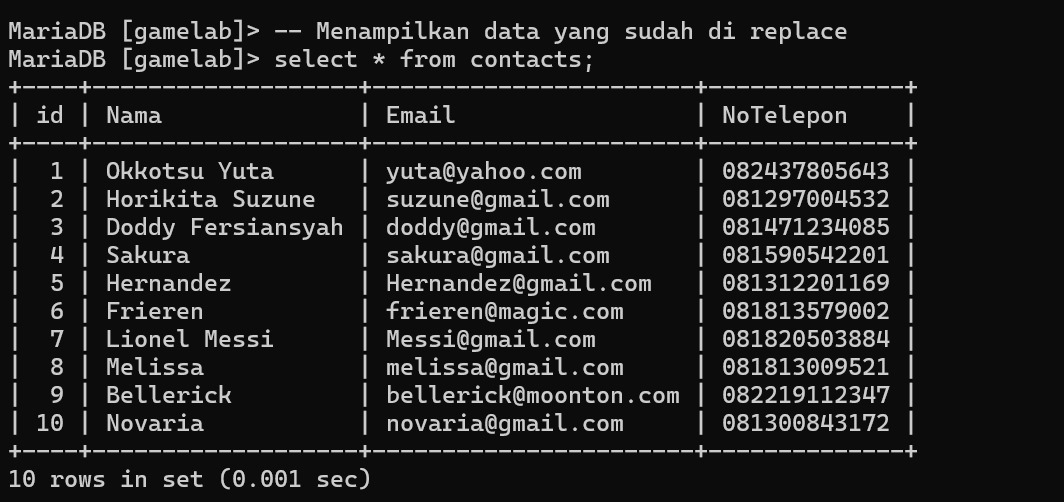 MariaDB [gamelab]> -- Menampilkan data yang sudah di replace
MariaDB [gamelab]> select * from contacts;
+----+-------------------+-----------------------+--------------+
| id | Nama              | Email                 | NoTelepon    |
+----+-------------------+-----------------------+--------------+
|  1 | Okkotsu Yuta      | yuta@yahoo.com        | 082437805643 |
|  2 | Horikita Suzune   | suzune@gmail.com      | 081297004532 |
|  3 | Doddy Fersiansyah | doddy@gmail.com       | 081471234085 |
|  4 | Sakura            | sakura@gmail.com      | 081590542201 |
|  5 | Hernandez         | Hernandez@gmail.com   | 081312201169 |
|  6 | Frieren           | frieren@magic.com     | 081813579002 |
|  7 | Lionel Messi      | Messi@gmail.com       | 081820503884 |
|  8 | Melissa           | melissa@gmail.com     | 081813009521 |
|  9 | Bellerick         | bellerick@moonton.com | 082219112347 |
| 10 | Novaria           | novaria@gmail.com     | 081300843172 |
+----+-------------------+-----------------------+--------------+
10 rows in set (0.001 sec)